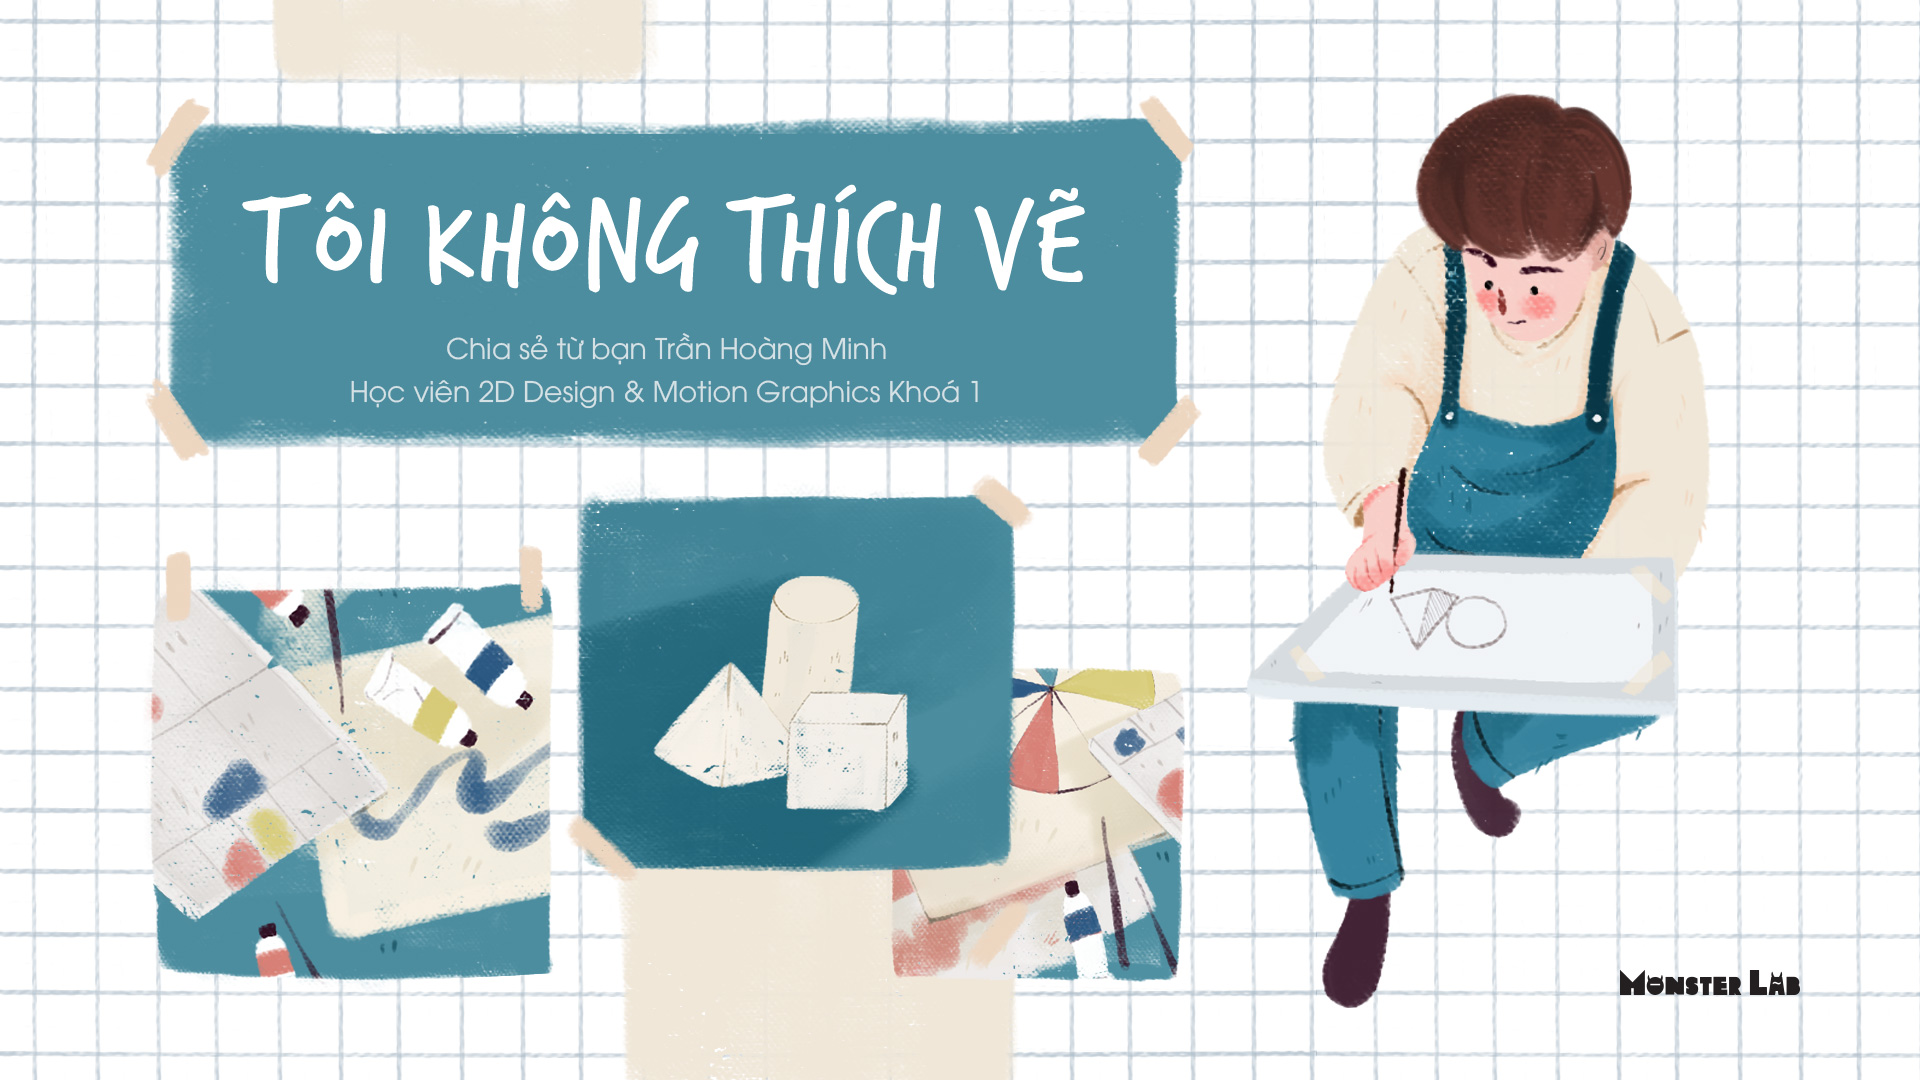 TÔI KHÔNG THÍCH VẼ
Chia sẻ từ bạn Trần Hoàng Minh
Học viên 2D Design & Motion Graphics Khoá 1
MONSTER LAB